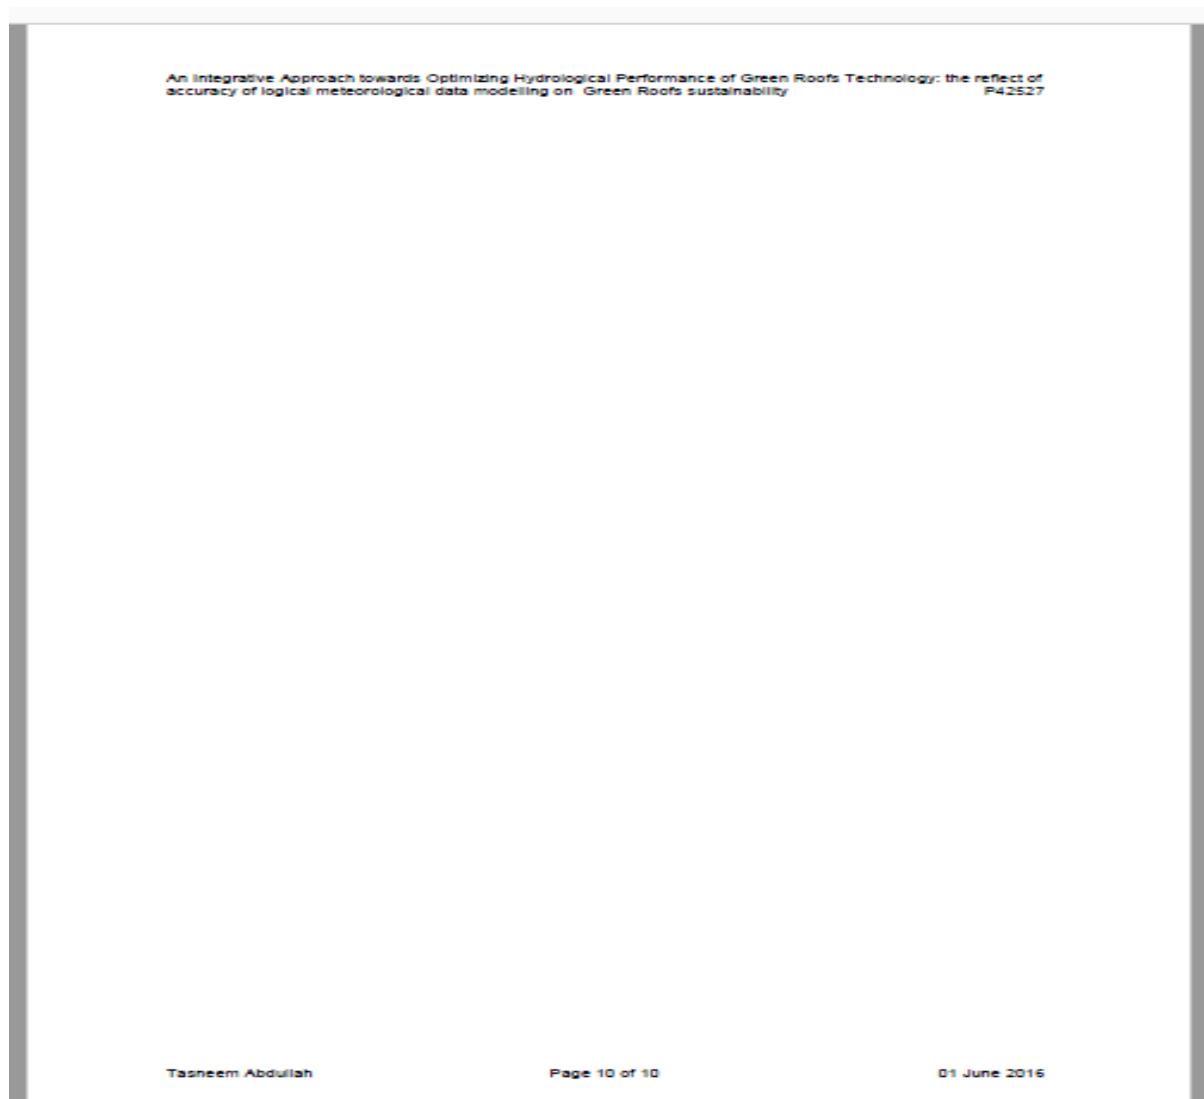 An Integrative Approach towards Optimizing Hydrological Performance of Green Roofs Technology: the reflect of
accuracy of logical meteorological data modelling on Green Roofs sustainability P42527
Tasneem Abdullah Page 10 of 10 01 June 2016